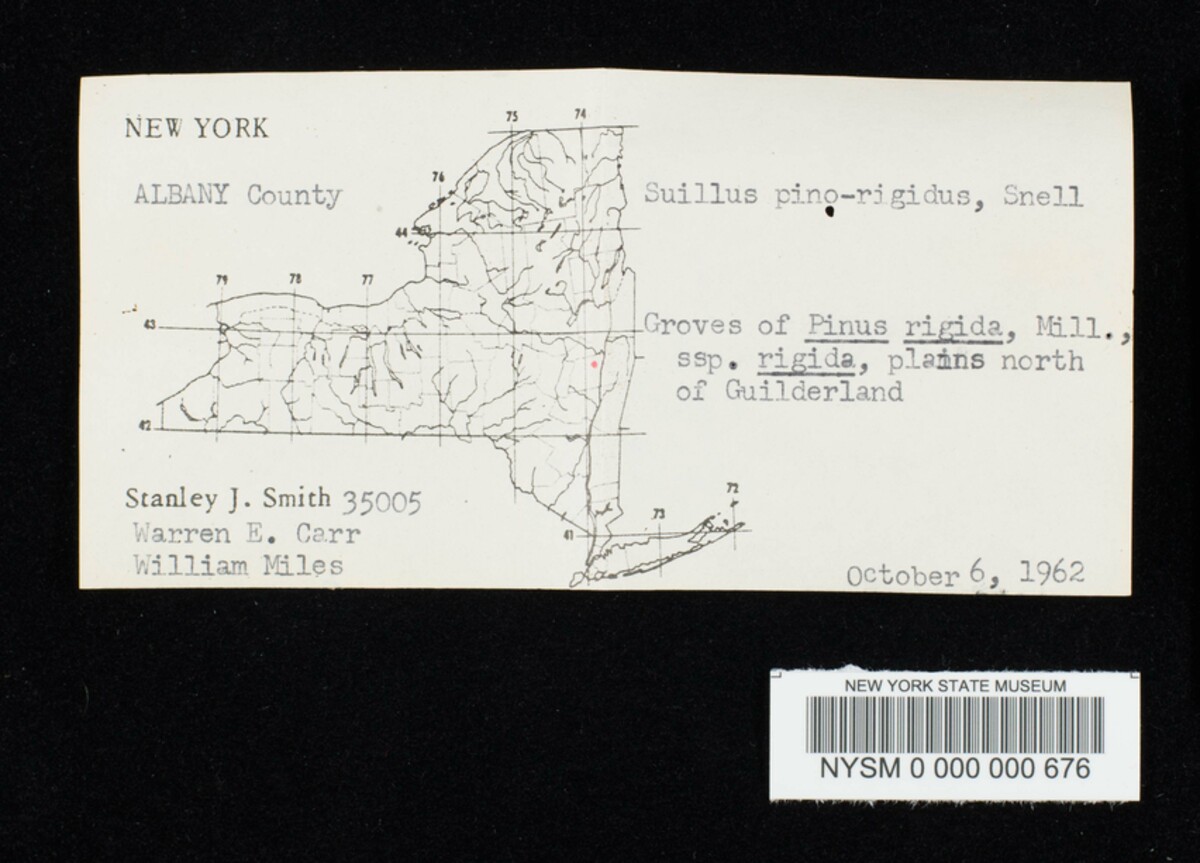 NEW YORK
ALBANY County
75 74
76
44
79 78 77
43
42
72
73
41
Suillus pino-rigidus, Snell
Groves of Pinus rigida, Mill.,
ssp. rigida, plains north
of Guilderland
Stanley J. Smith 35005
Warren E. Carr
William Miles
October 6, 1962
NEW YORK STATE MUSEUM
NYSM 0 000 000 676